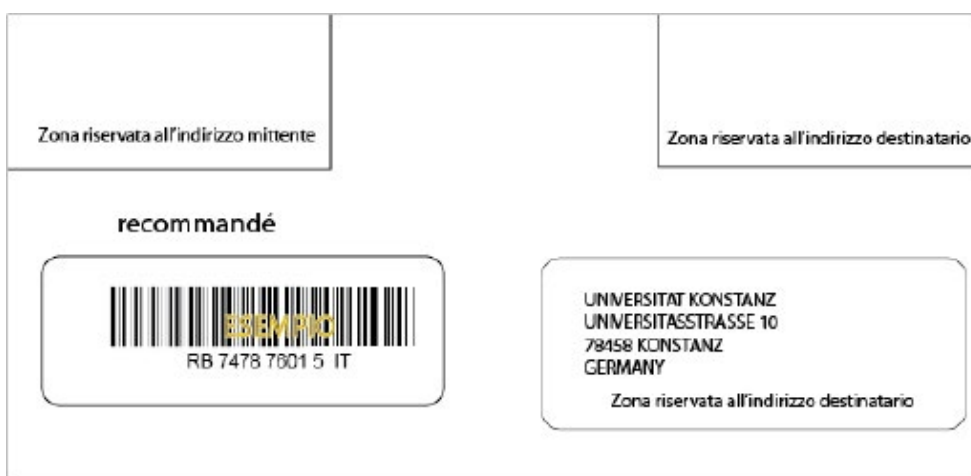 Zona riservata all'indirizzo mittente
Zona riservata all'indirizzo destinatario
recommandé
ESEMPIO
RB 7478 7601 5 IT
UNIVERSITAT KONSTANZ
UNIVERSITASSTRASSE 10
78458 KONSTANZ
GERMANY
Zona riservata all'indirizzo destinatario